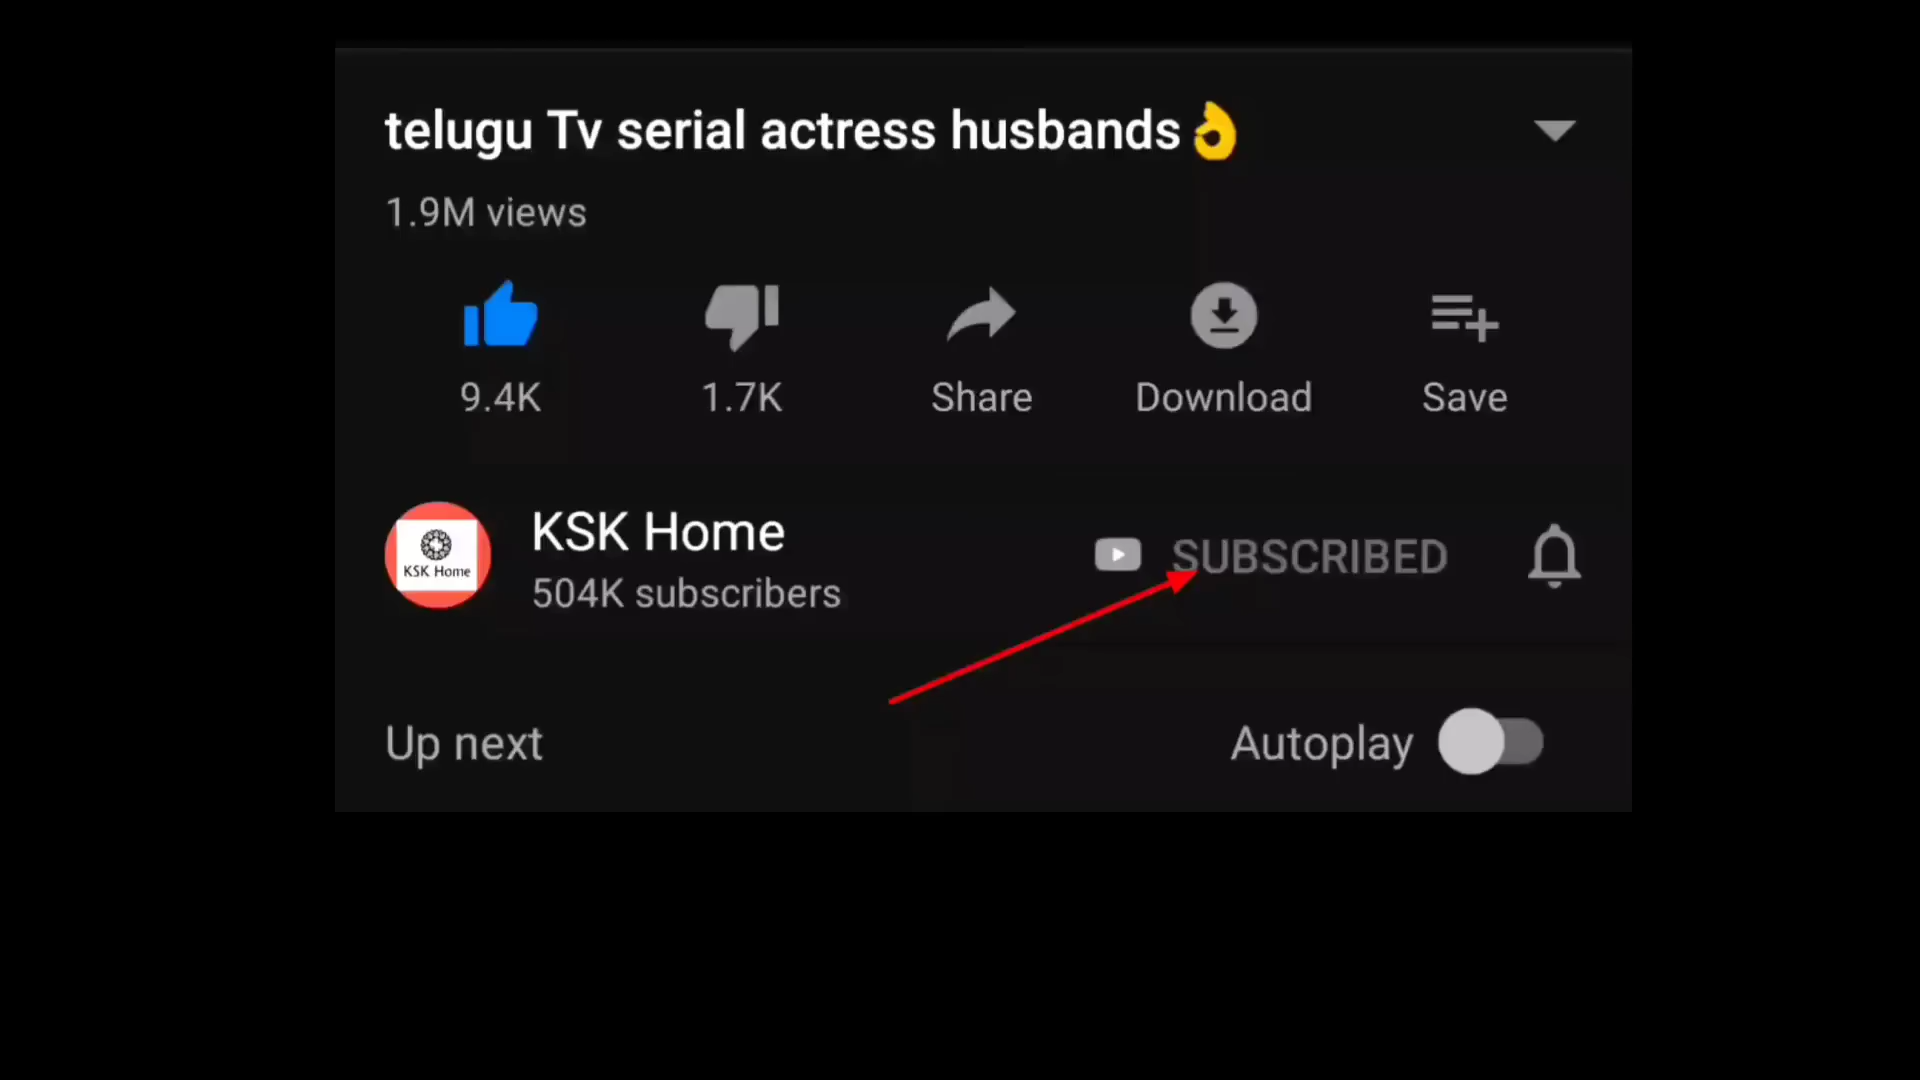 telugu Tv serial actress husbands👌
1.9M views
9.4K 1.7K Share Download Save
KSK Home
KSK Home
504K subscribers
SUBSCRIBED
Up next
Autoplay